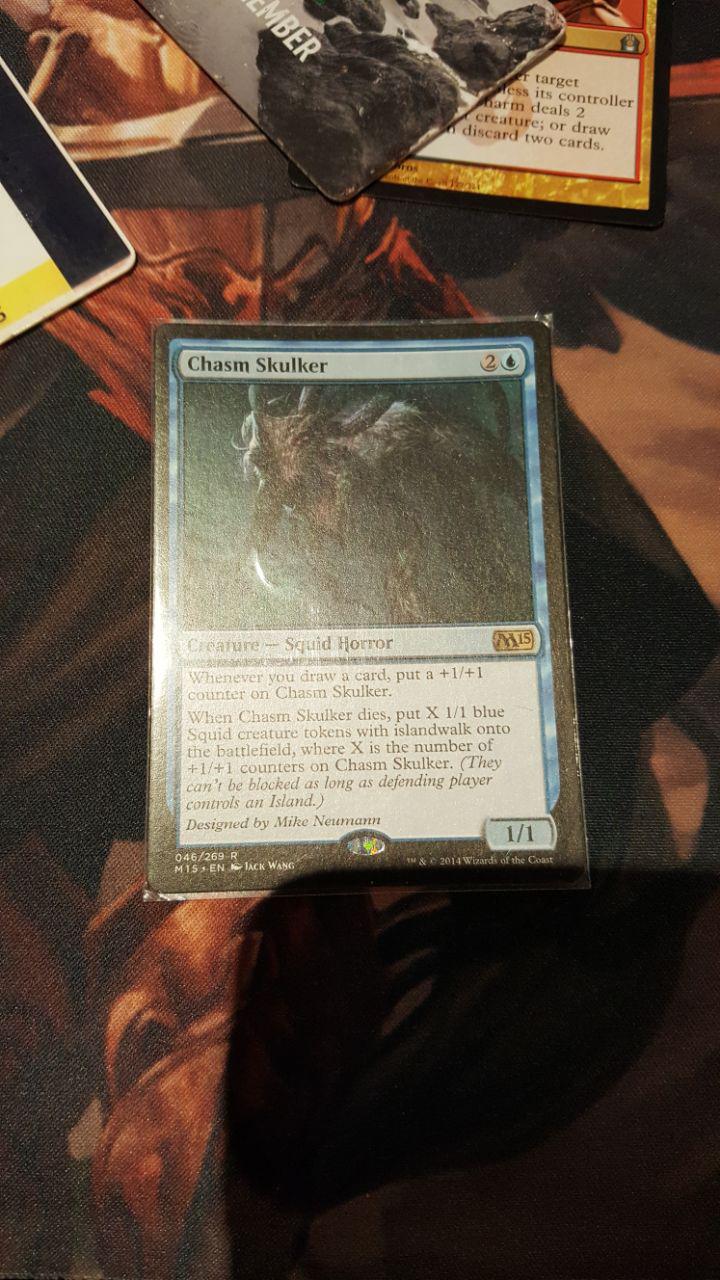 EMBER
er target
less its controller
harm deals 2
creature; or draw
discard two cards.
Chasm Skulker 2
Creature — Squid Horror M15
Whenever you draw a card, put a +1/+1
counter on Chasm Skulker.
When Chasm Skulker dies, put X 1/1 blue
Squid creature tokens with islandwalk onto
the battlefield, where X is the number of
+1/+1 counters on Chasm Skulker. (They
can't be blocked as long as defending player
controls an Island.)
Designed by Mike Neumann
1/1
046/269 R
M15 • EN Jack Wang
™ & © 2014 Wizards of the Coast